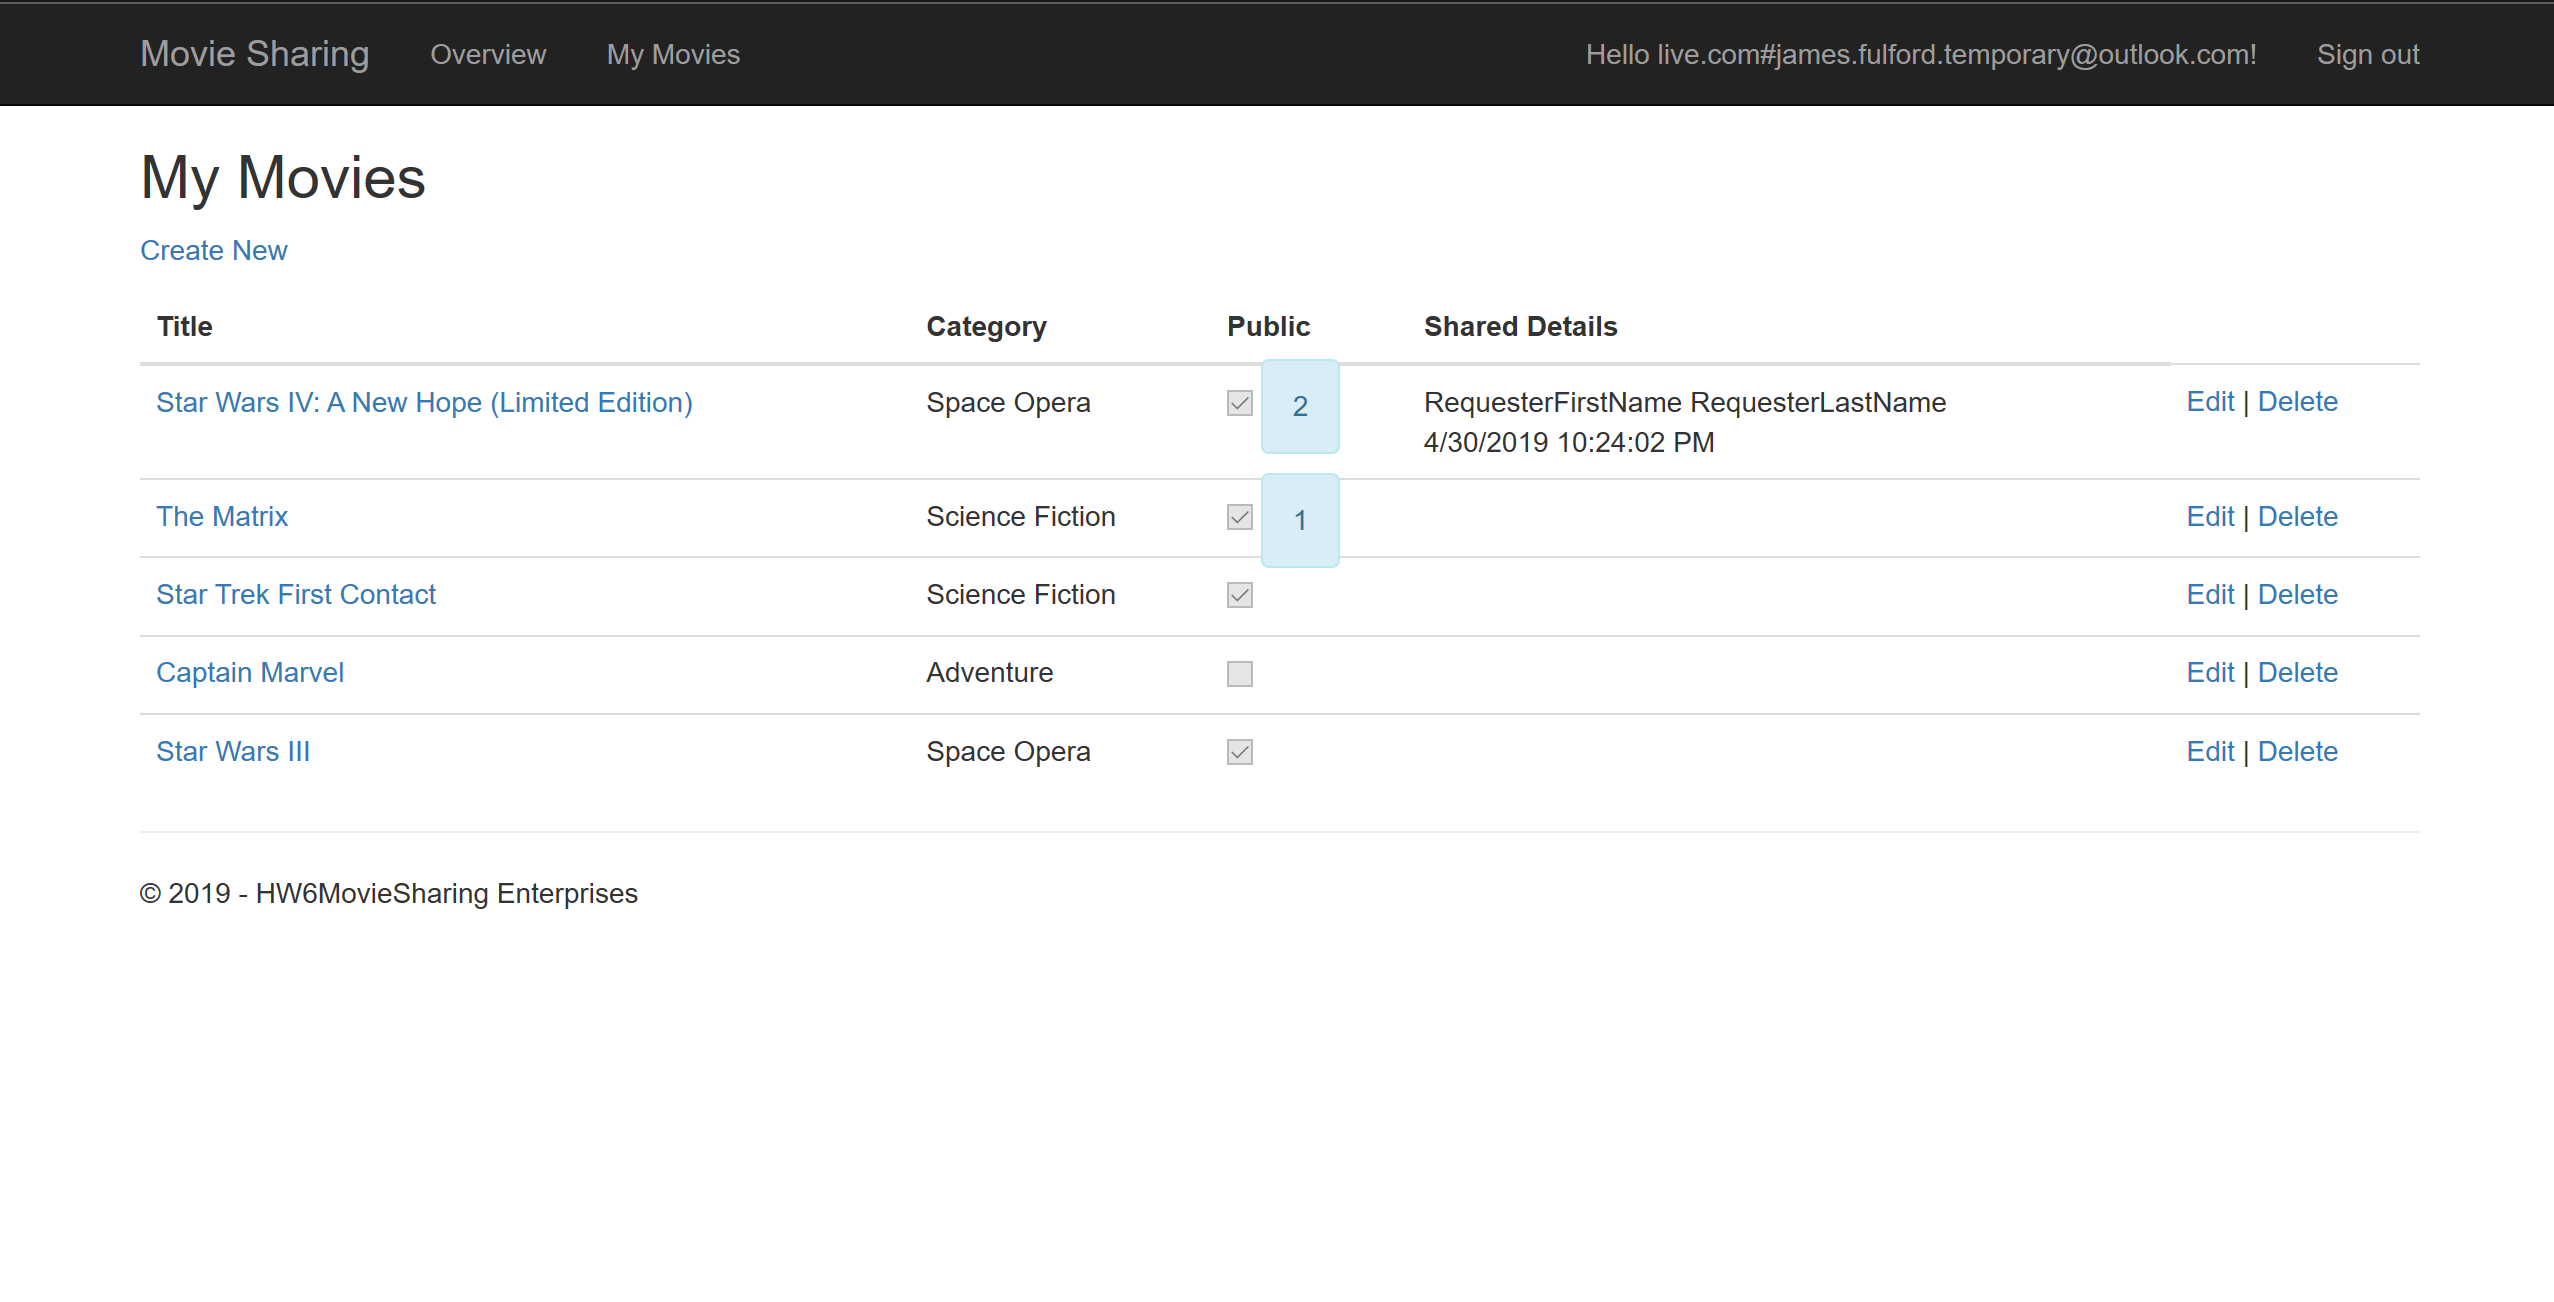 Movie Sharing Overview My Movies Hello live.com#james.fulford.temporary@outlook.com! Sign out
My Movies
Create New
Title Category Public Shared Details
Star Wars IV: A New Hope (Limited Edition) Space Opera 2 RequesterFirstName RequesterLastName Edit | Delete
4/30/2019 10:24:02 PM
The Matrix Science Fiction 1 Edit | Delete
Star Trek First Contact Science Fiction Edit | Delete
Captain Marvel Adventure Edit | Delete
Star Wars III Space Opera Edit | Delete
© 2019 - HW6MovieSharing Enterprises